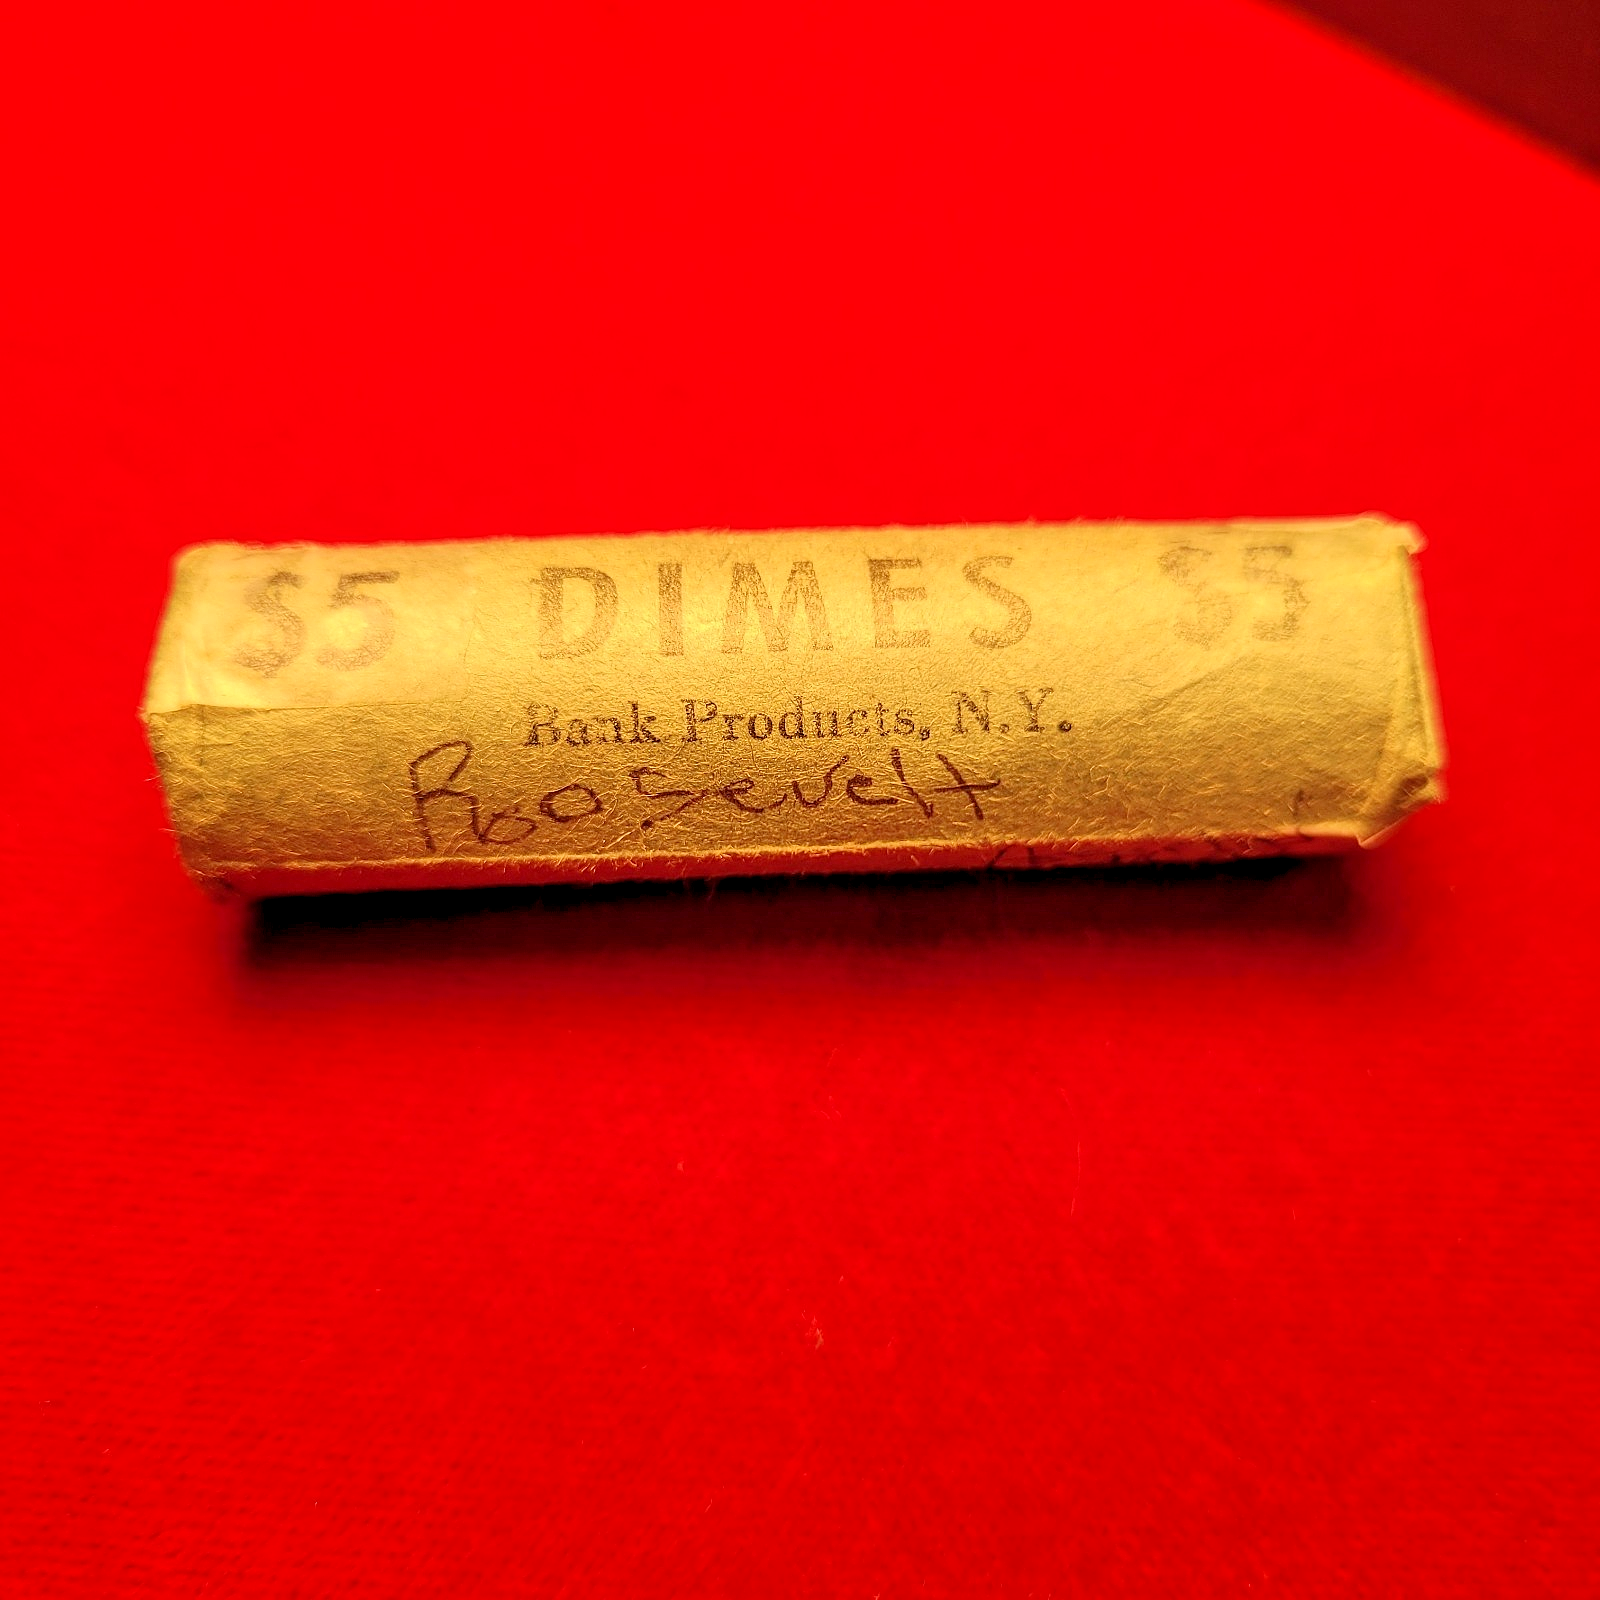 $5 DIMES $5
Bank Products, N.Y.
Roosevelt